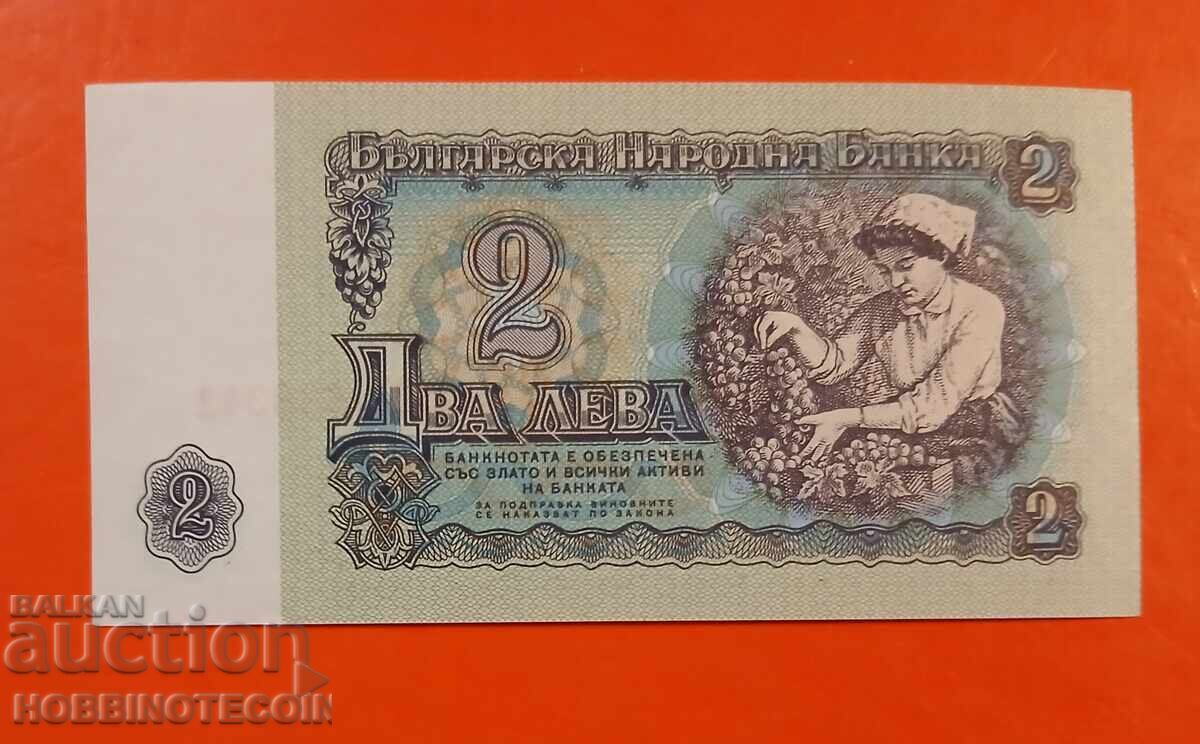 Българска Народна Банка
2
2
Два лева
БАНКНОТАТА Е ОБЕЗПЕЧЕНА
СЪС ЗЛАТО И ВСИЧКИ АКТИВИ
НА БАНКАТА
ЗА ПОДПРАВКА ВИНОВНИТЕ
СЕ НАКАЗВАТ ПО ЗАКОНА
2
2
BALKAN
auction
HOBBINOTECOIN